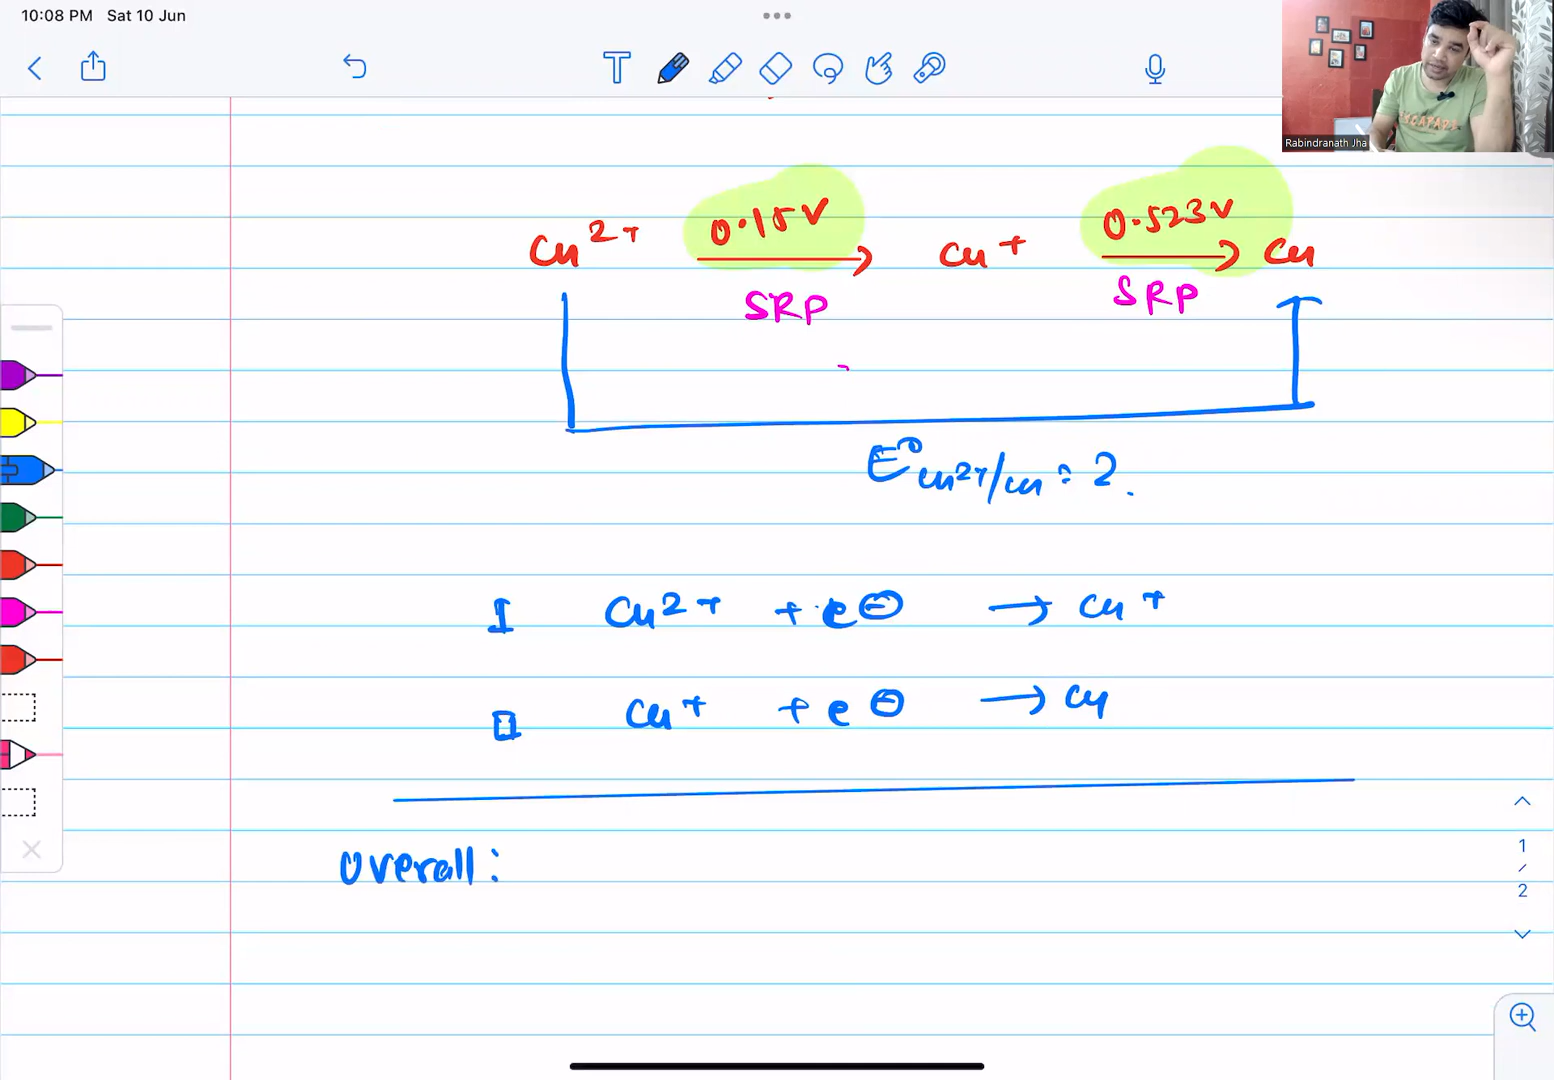 10:08 PM Sat 10 Jun
Rabindranath Jha
Cu²⁺ 0.15V → Cu⁺ 0.523V → Cu
SRP SRP
E°Cu²⁺/Cu = ?
I Cu²⁺ + e⊖ → Cu⁺
II Cu⁺ + e⊖ → Cu
Overall:
1
/
2